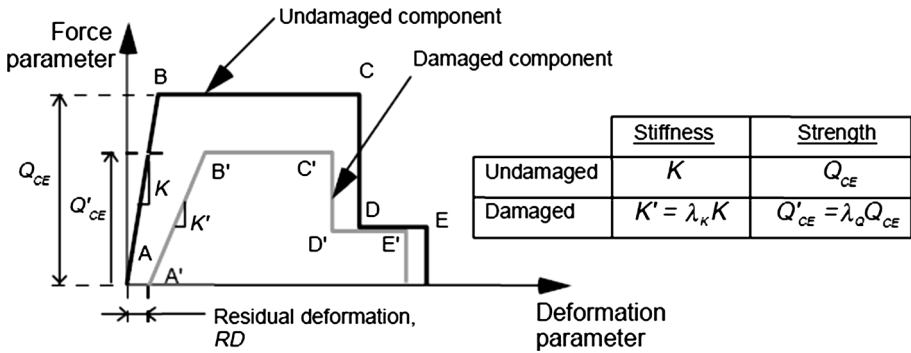 Force
parameter
Undamaged component
Damaged component
B
C
Q_CE
Q'_CE
K
B'
C'
K'
A
A'
D
E
D'
E'
Residual deformation,
RD
Deformation
parameter
Stiffness Strength
Undamaged K Q_CE
Damaged K' = λ_K K Q'_CE = λ_Q Q_CE